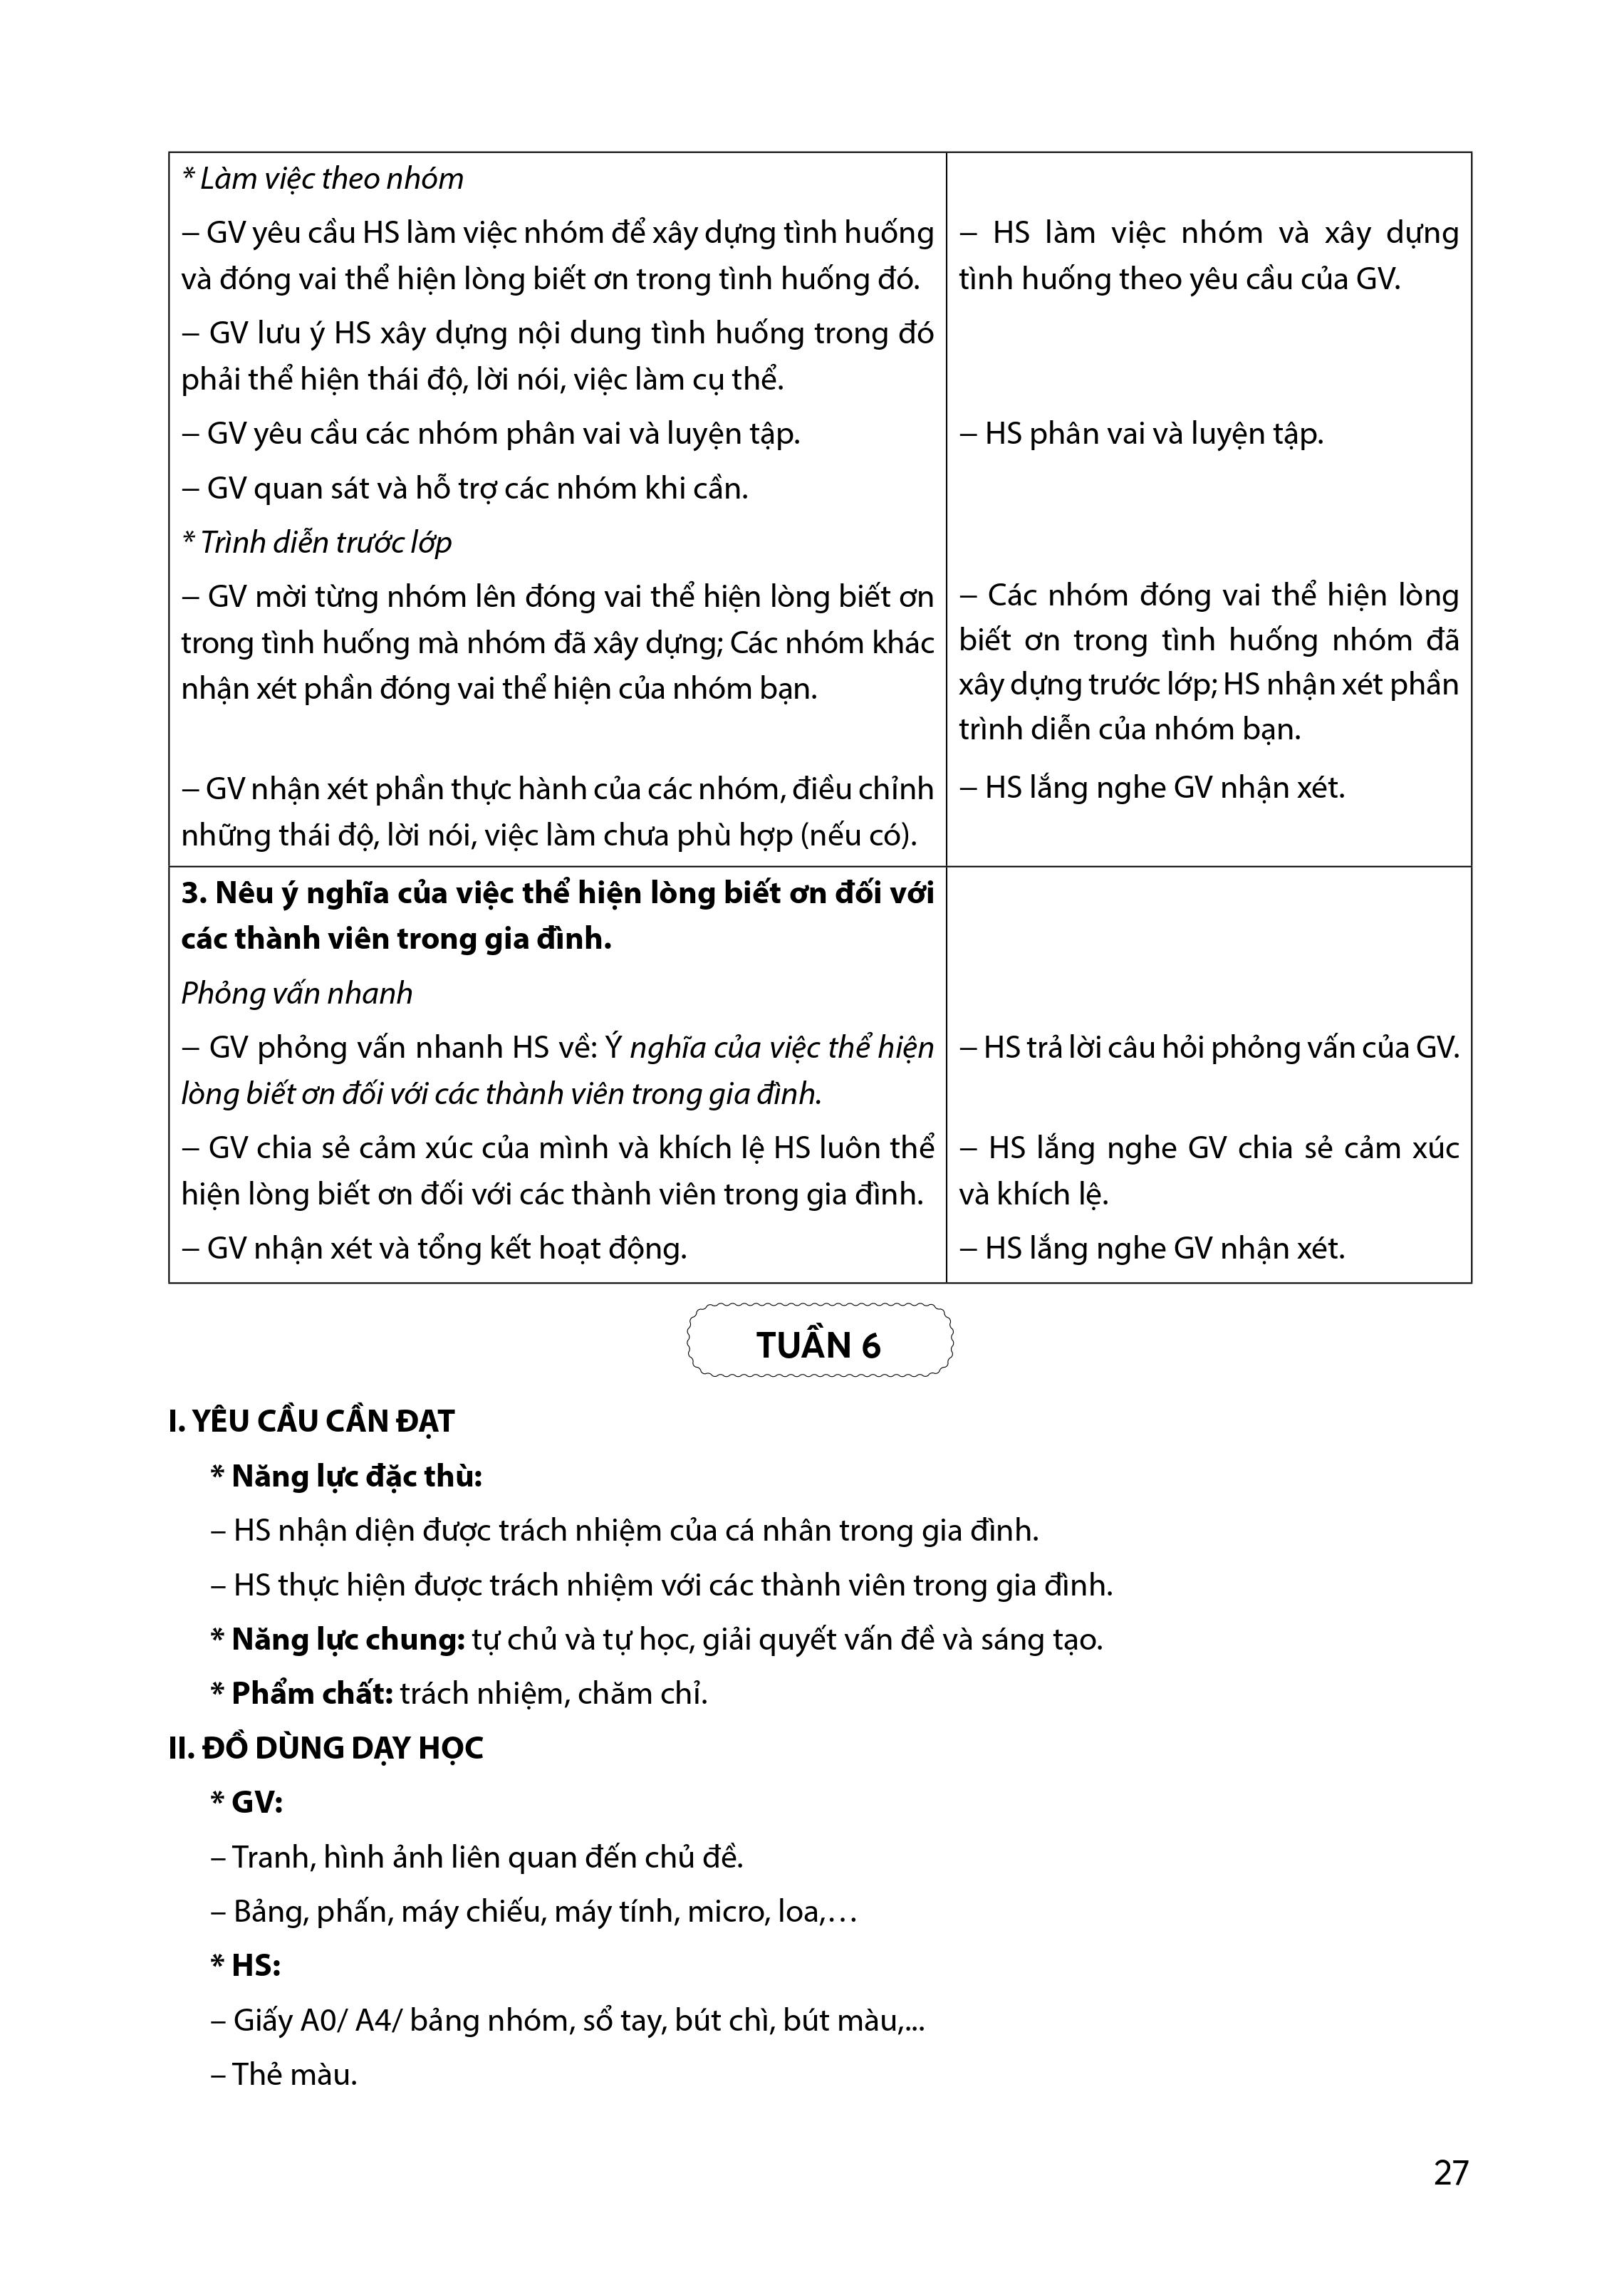 * Làm việc theo nhóm
– GV yêu cầu HS làm việc nhóm để xây dựng tình huống
và đóng vai thể hiện lòng biết ơn trong tình huống đó.
– HS làm việc nhóm và xây dựng
tình huống theo yêu cầu của GV.
– GV lưu ý HS xây dựng nội dung tình huống trong đó
phải thể hiện thái độ, lời nói, việc làm cụ thể.
– GV yêu cầu các nhóm phân vai và luyện tập.
– HS phân vai và luyện tập.
– GV quan sát và hỗ trợ các nhóm khi cần.
* Trình diễn trước lớp
– GV mời từng nhóm lên đóng vai thể hiện lòng biết ơn
trong tình huống mà nhóm đã xây dựng; Các nhóm khác
nhận xét phần đóng vai thể hiện của nhóm bạn.
– Các nhóm đóng vai thể hiện lòng
biết ơn trong tình huống nhóm đã
xây dựng trước lớp; HS nhận xét phần
trình diễn của nhóm bạn.
– GV nhận xét phần thực hành của các nhóm, điều chỉnh
những thái độ, lời nói, việc làm chưa phù hợp (nếu có).
– HS lắng nghe GV nhận xét.
3. Nêu ý nghĩa của việc thể hiện lòng biết ơn đối với
các thành viên trong gia đình.
Phỏng vấn nhanh
– GV phỏng vấn nhanh HS về: Ý nghĩa của việc thể hiện
lòng biết ơn đối với các thành viên trong gia đình.
– HS trả lời câu hỏi phỏng vấn của GV.
– GV chia sẻ cảm xúc của mình và khích lệ HS luôn thể
hiện lòng biết ơn đối với các thành viên trong gia đình.
– HS lắng nghe GV chia sẻ cảm xúc
và khích lệ.
– GV nhận xét và tổng kết hoạt động.
– HS lắng nghe GV nhận xét.
TUẦN 6
I. YÊU CẦU CẦN ĐẠT
* Năng lực đặc thù:
– HS nhận diện được trách nhiệm của cá nhân trong gia đình.
– HS thực hiện được trách nhiệm với các thành viên trong gia đình.
* Năng lực chung: tự chủ và tự học, giải quyết vấn đề và sáng tạo.
* Phẩm chất: trách nhiệm, chăm chỉ.
II. ĐỒ DÙNG DẠY HỌC
* GV:
– Tranh, hình ảnh liên quan đến chủ đề.
– Bảng, phấn, máy chiếu, máy tính, micro, loa,…
* HS:
– Giấy A0/ A4/ bảng nhóm, sổ tay, bút chì, bút màu,...
– Thẻ màu.
27